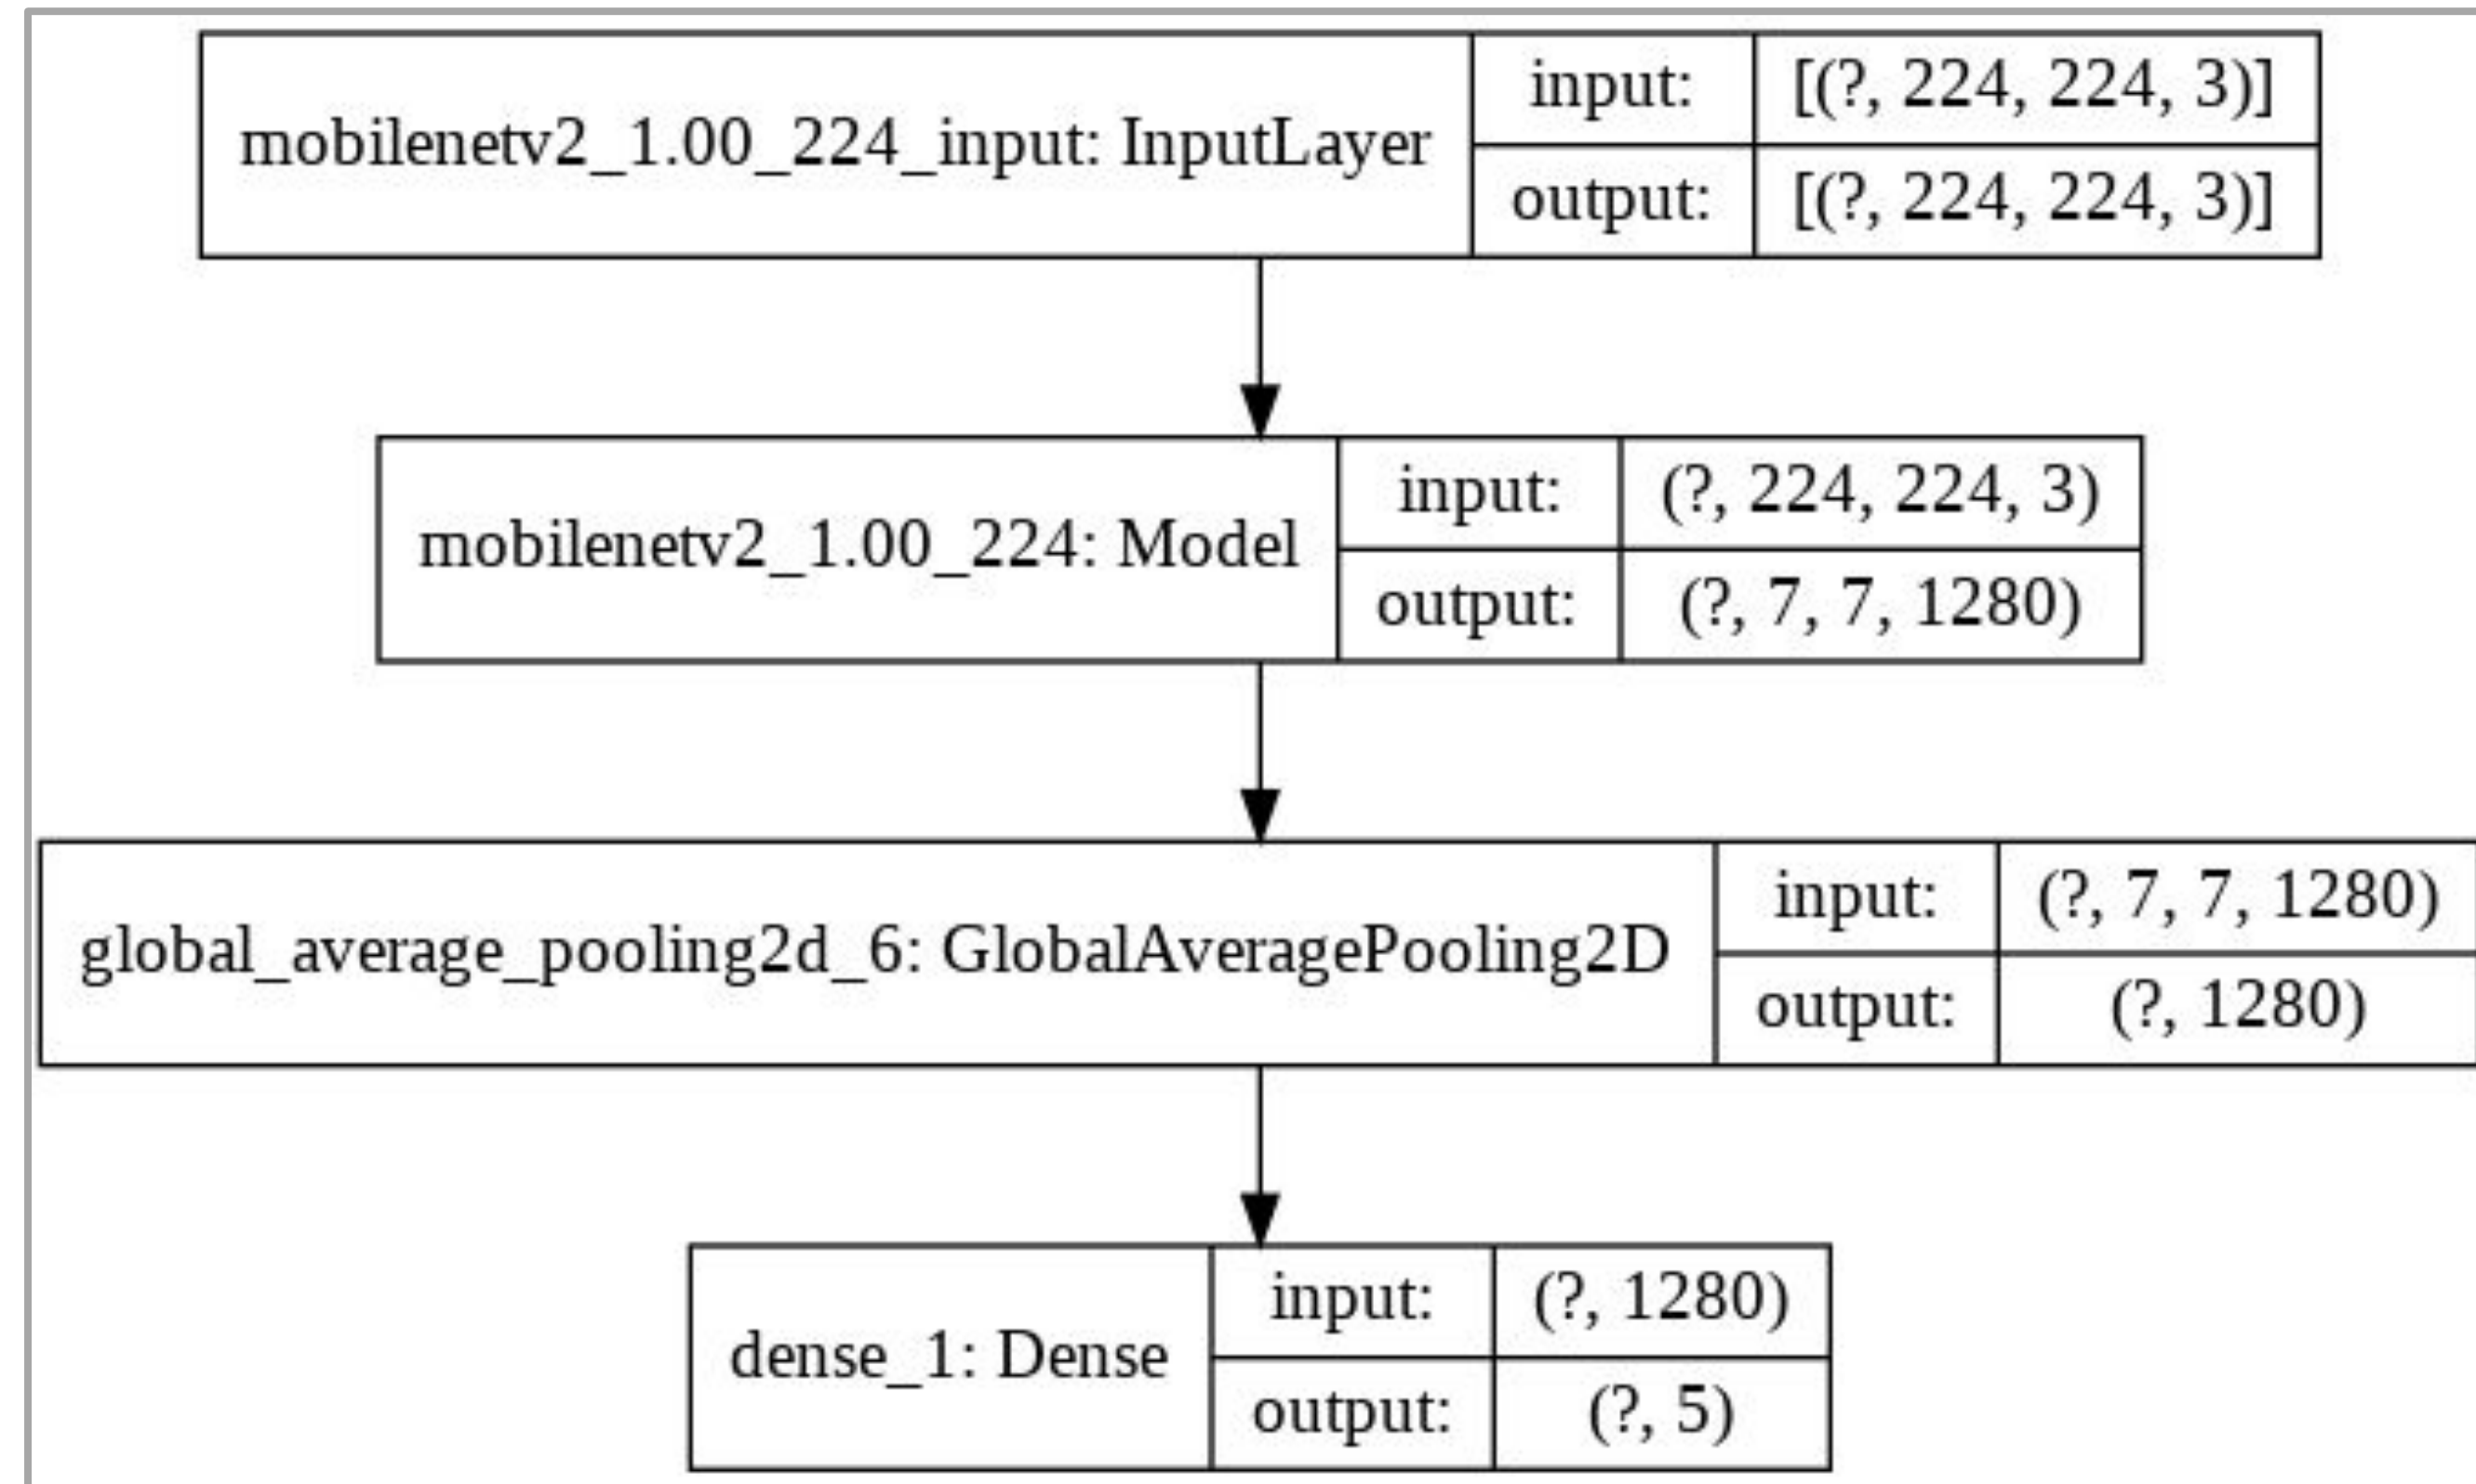 mobilenetv2_1.00_224_input: InputLayer
input: [(?, 224, 224, 3)]
output: [(?, 224, 224, 3)]
mobilenetv2_1.00_224: Model
input: (?, 224, 224, 3)
output: (?, 7, 7, 1280)
global_average_pooling2d_6: GlobalAveragePooling2D
input: (?, 7, 7, 1280)
output: (?, 1280)
dense_1: Dense
input: (?, 1280)
output: (?, 5)